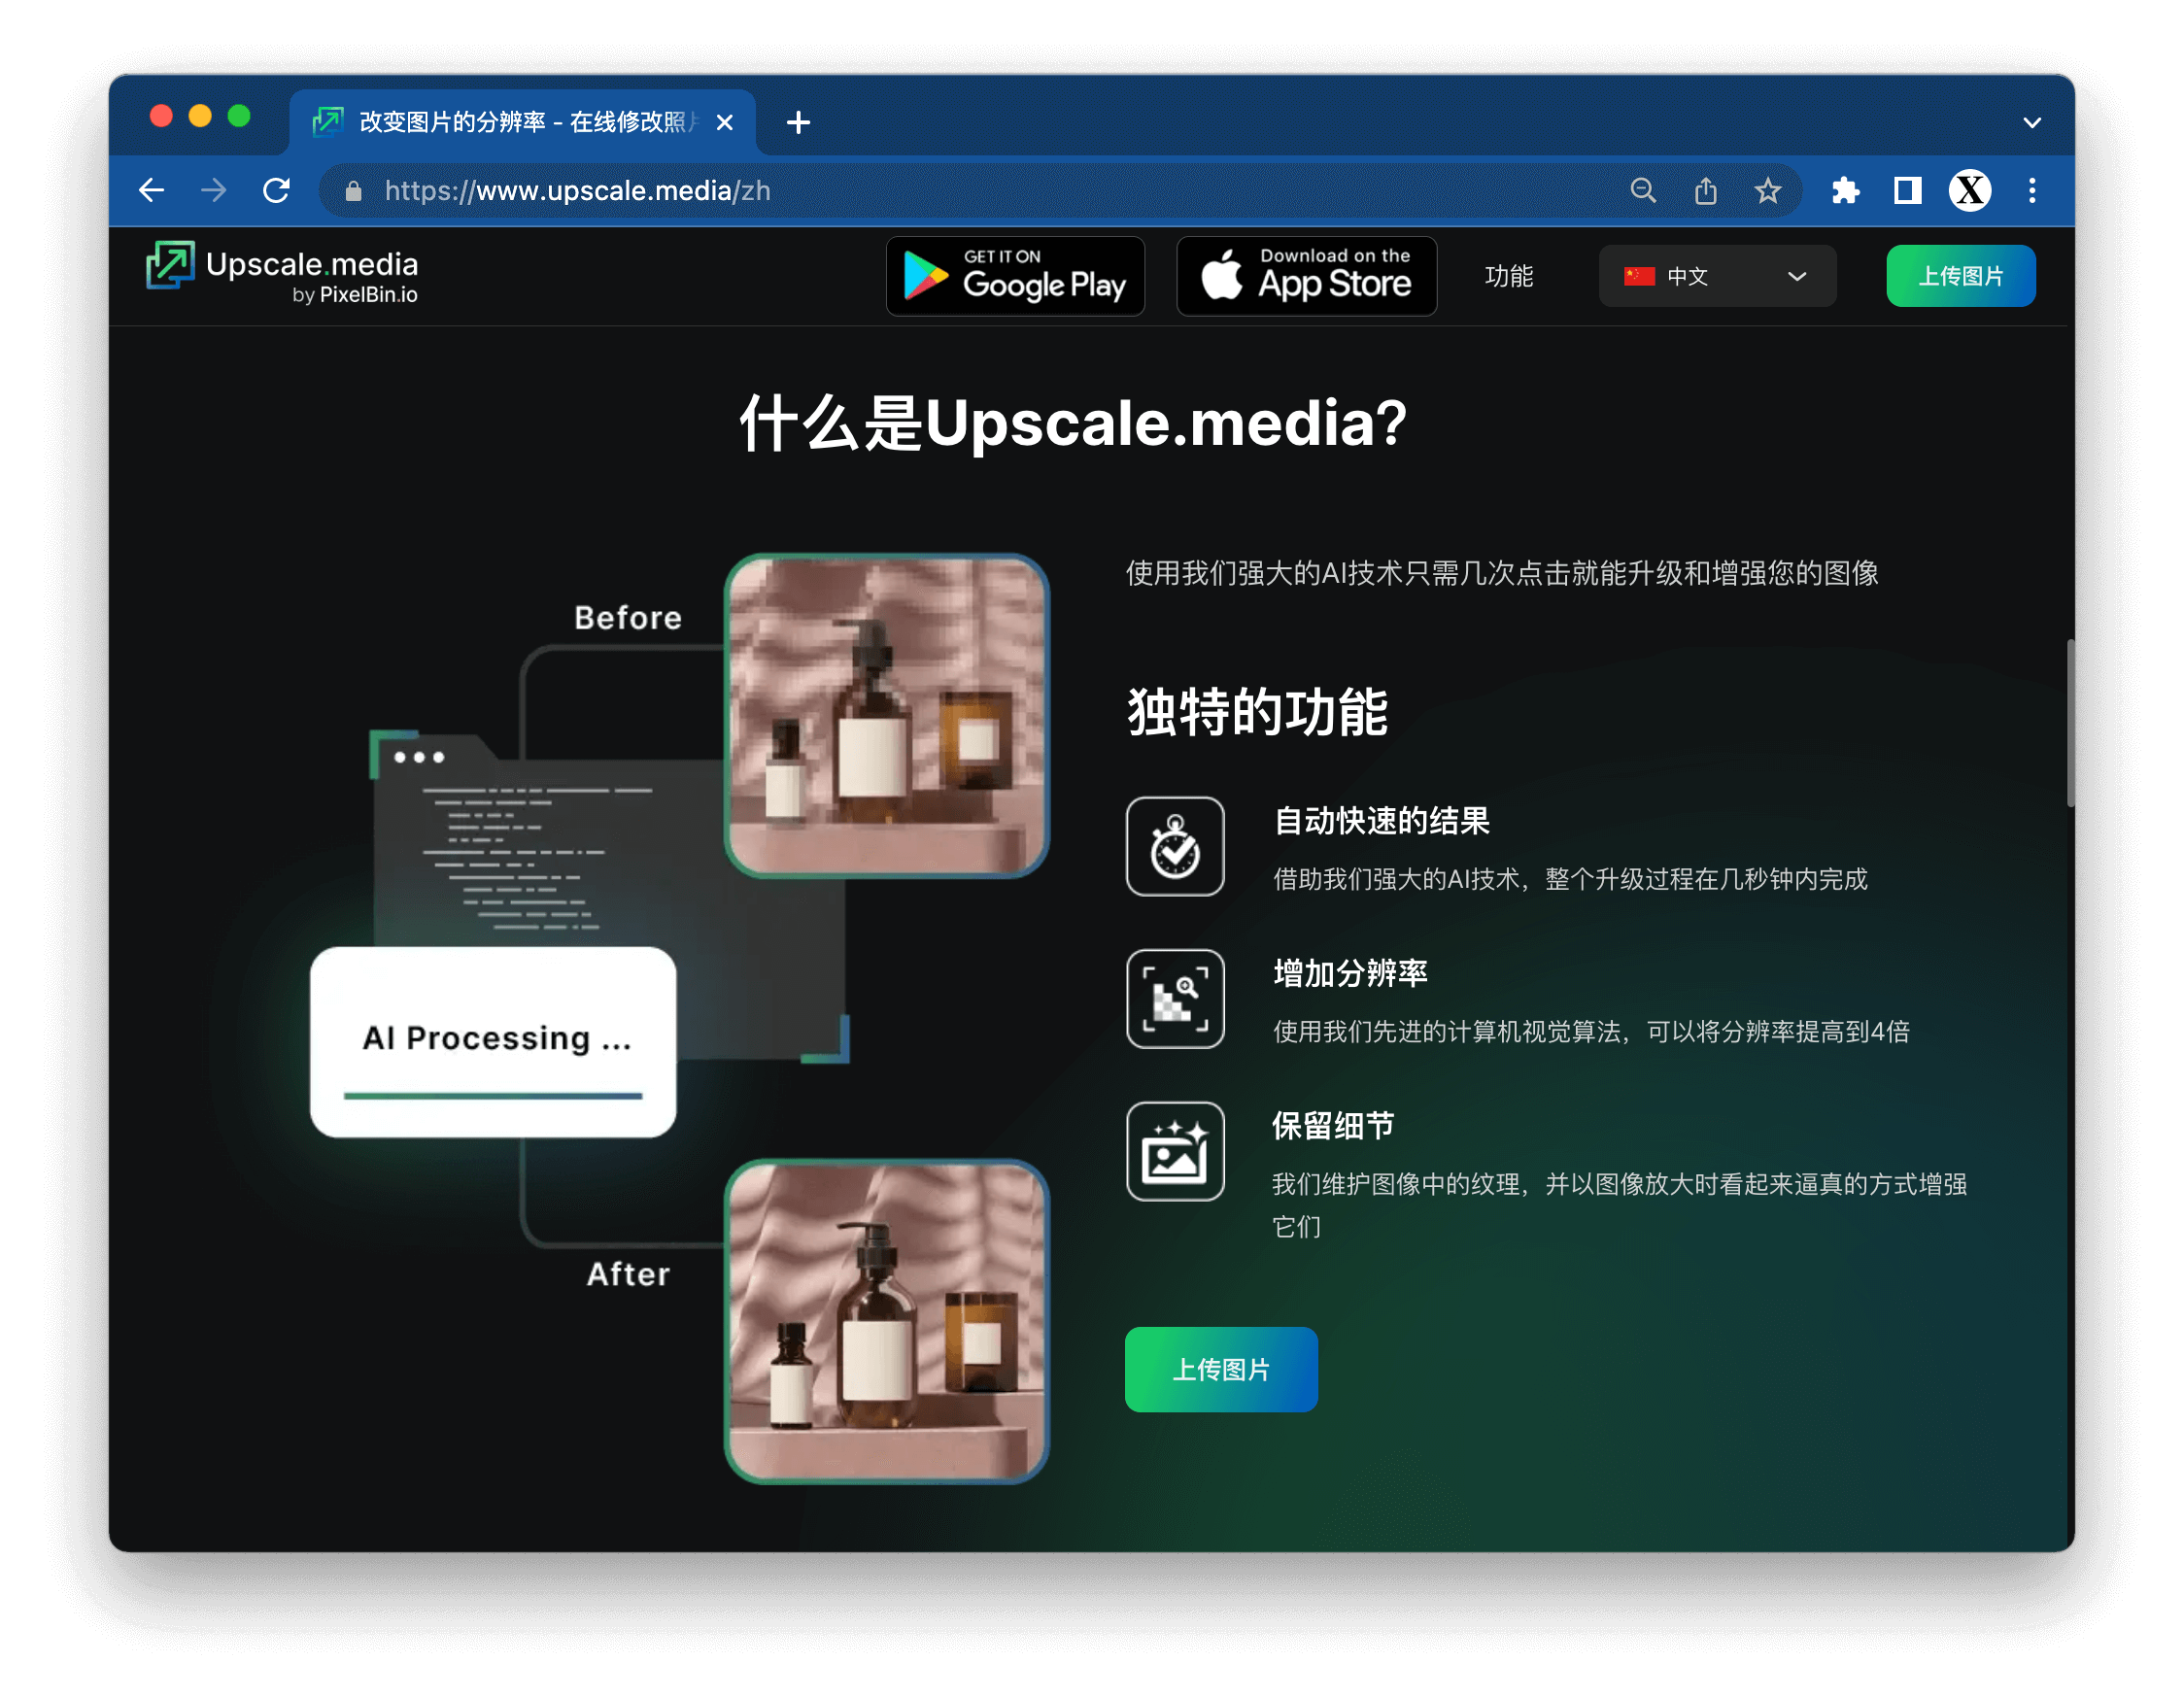 改变图片的分辨率 - 在线修改照
https://www.upscale.media/zh
X
Upscale.media
by PixelBin.io
GET IT ON
Google Play
Download on the
App Store
功能
中文
上传图片
什么是Upscale.media?
Before
AI Processing ...
After
使用我们强大的AI技术只需几次点击就能升级和增强您的图像
独特的功能
自动快速的结果
借助我们强大的AI技术，整个升级过程在几秒钟内完成
增加分辨率
使用我们先进的计算机视觉算法，可以将分辨率提高到4倍
保留细节
我们维护图像中的纹理，并以图像放大时看起来逼真的方式增强
它们
上传图片